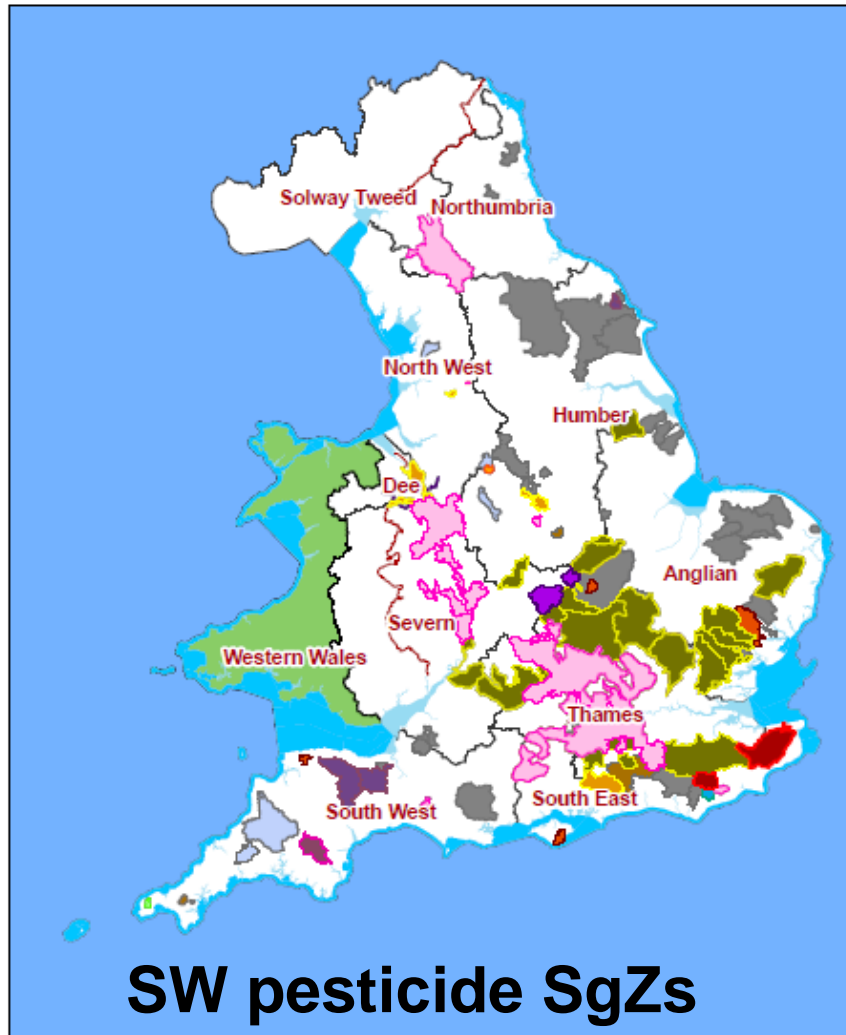 Solway Tweed
Northumbria
North West
Humber
Dee
Anglian
Severn
Western Wales
Thames
South East
South West
SW pesticide SgZs